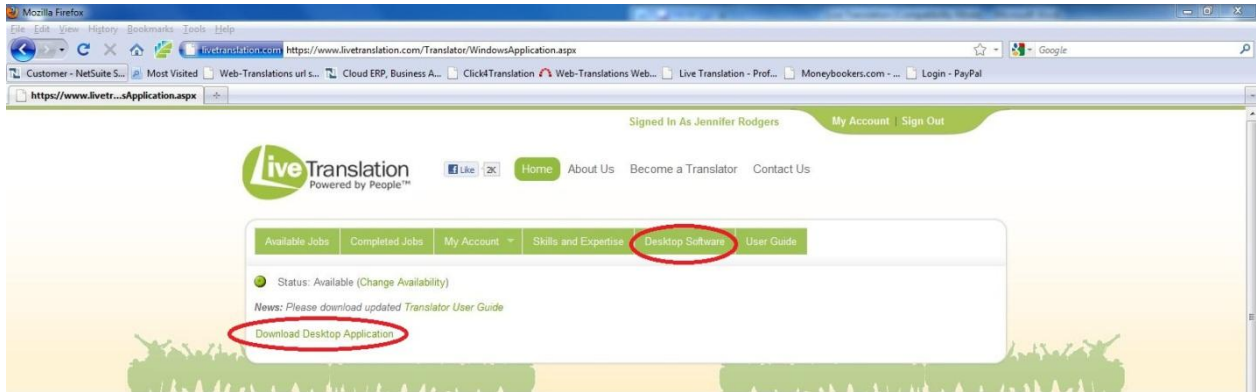 Mozilla Firefox
File Edit View History Bookmarks Tools Help
livetranslation.com https://www.livetranslation.com/Translator/WindowsApplication.aspx Google
Customer - NetSuite S... Most Visited Web-Translations url s... Cloud ERP, Business A... Click4Translation Web-Translations Web... Live Translation - Prof... Moneybookers.com - ... Login - PayPal
https://www.livetr...sApplication.aspx
Signed In As Jennifer Rodgers My Account | Sign Out
LiveTranslation Like 2K Home About Us Become a Translator Contact Us
Powered by People™
Available Jobs Completed Jobs My Account Skills and Expertise Desktop Software User Guide
Status: Available (Change Availability)
News: Please download updated Translator User Guide
Download Desktop Application